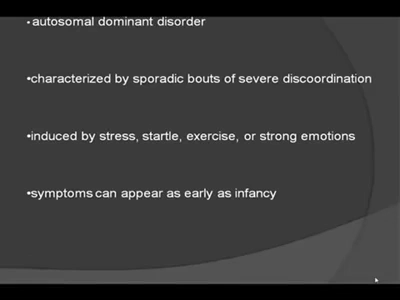 •autosomal dominant disorder
•characterized by sporadic bouts of severe discoordination
•induced by stress, startle, exercise, or strong emotions
•symptoms can appear as early as infancy